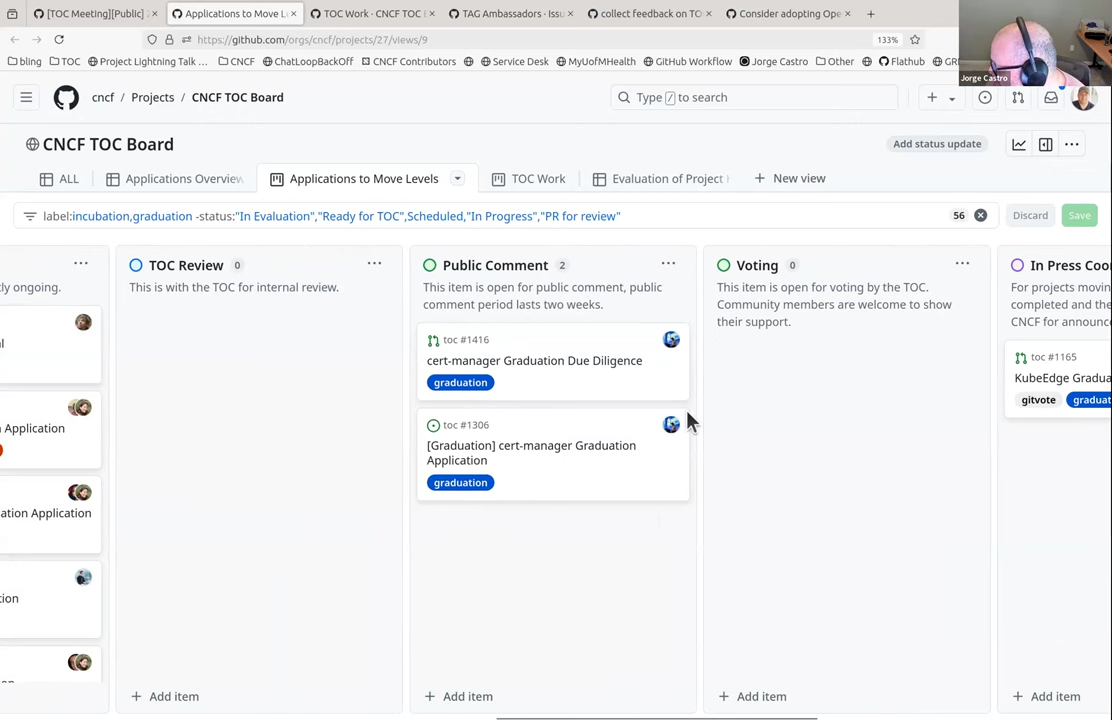 [TOC Meeting][Public]
Applications to Move L
TOC Work · CNCF TOC
TAG Ambassadors · Issu
collect feedback on TO
Consider adopting Ope
https://github.com/orgs/cncf/projects/27/views/9
133%
bling
TOC
Project Lightning Talk ...
CNCF
ChatLoopBackOff
CNCF Contributors
Service Desk
MyUofMHealth
GitHub Workflow
Jorge Castro
Other
Flathub
Jorge Castro
cncf / Projects / CNCF TOC Board
Type / to search
CNCF TOC Board
Add status update
ALL
Applications Overview
Applications to Move Levels
TOC Work
Evaluation of Project
New view
label:incubation,graduation -status:"In Evaluation","Ready for TOC",Scheduled,"In Progress","PR for review"
56
Discard
Save
ly ongoing.
Application
ation Application
tion
TOC Review 0
This is with the TOC for internal review.
Add item
Public Comment 2
This item is open for public comment, public
comment period lasts two weeks.
toc #1416
cert-manager Graduation Due Diligence
graduation
toc #1306
[Graduation] cert-manager Graduation
Application
graduation
Add item
Voting 0
This item is open for voting by the TOC.
Community members are welcome to show
their support.
Add item
In Press Coo
For projects movin
completed and the
CNCF for announc
toc #1165
KubeEdge Gradua
gitvote
graduat
Add item